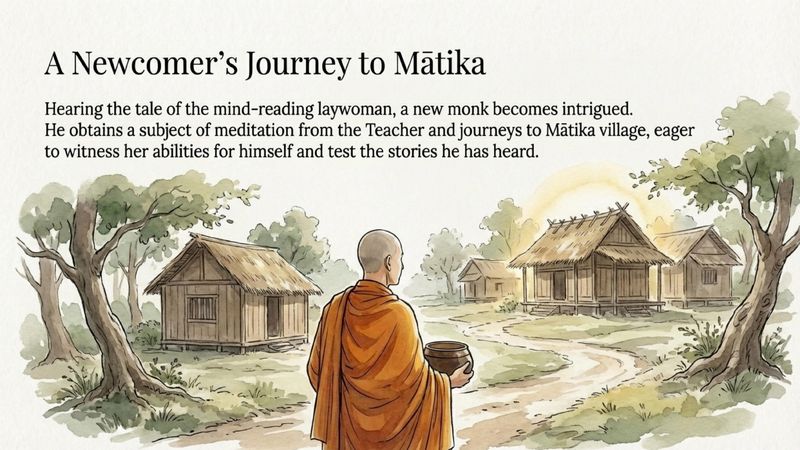 A Newcomer’s Journey to Mātika
Hearing the tale of the mind-reading laywoman, a new monk becomes intrigued.
He obtains a subject of meditation from the Teacher and journeys to Mātika village, eager
to witness her abilities for himself and test the stories he has heard.